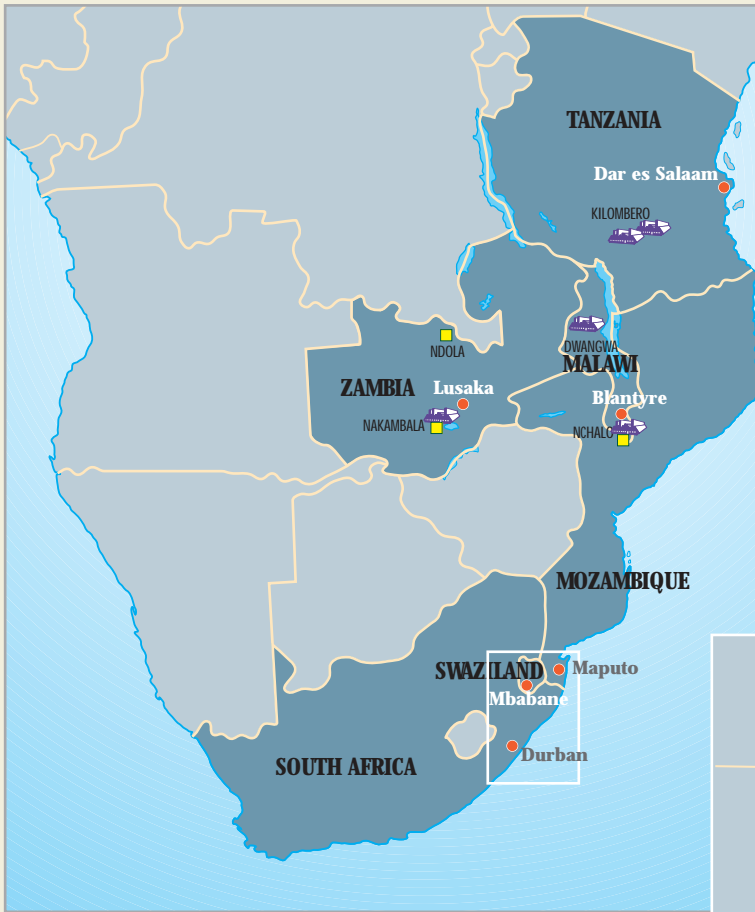 TANZANIA
Dar es Salaam
KILOMBERO
NDOLA
DWANGWA
MALAWI
ZAMBIA
Lusaka
Blantyre
NAKAMBALA
NCHALO
MOZAMBIQUE
SWAZILAND
Maputo
Mbabane
Durban
SOUTH AFRICA